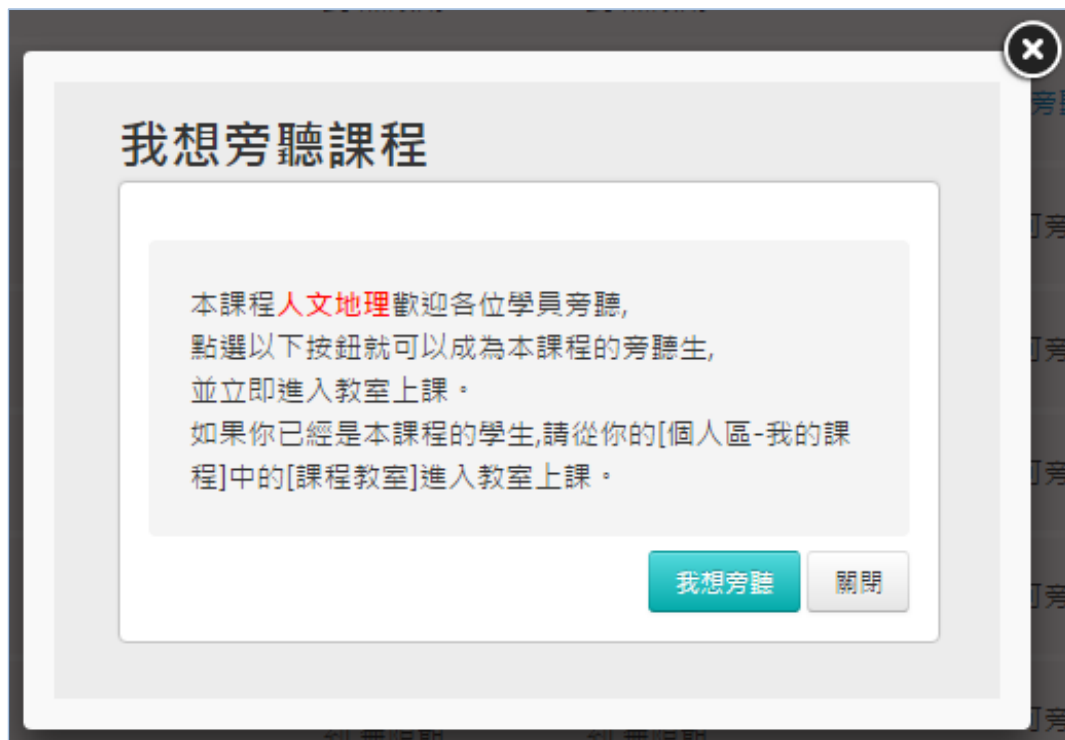 我想旁聽課程
本課程人文地理歡迎各位學員旁聽,
點選以下按鈕就可以成為本課程的旁聽生,
並立即進入教室上課。
如果你已經是本課程的學生,請從你的[個人區-我的課
程]中的[課程教室]進入教室上課。
我想旁聽
關閉